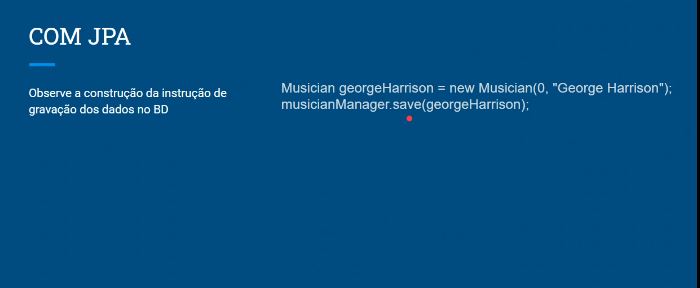 COM JPA
Observe a construção da instrução de
gravação dos dados no BD
Musician georgeHarrison = new Musician(0, "George Harrison");
musicianManager.save(georgeHarrison);